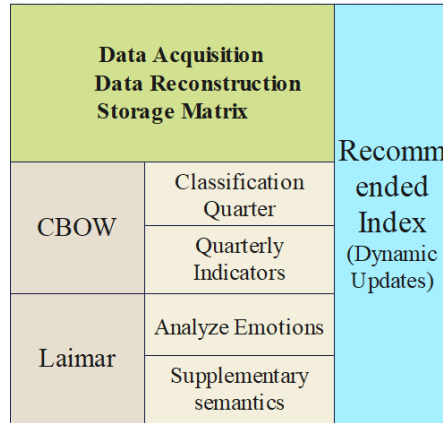 Data Acquisition
Data Reconstruction
Storage Matrix
Recomm
ended
Index
(Dynamic
Updates)
CBOW
Classification
Quarter
Quarterly
Indicators
Laimar
Analyze Emotions
Supplementary
semantics